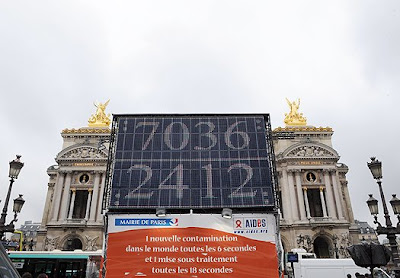 7036
2412
MAIRIE DE PARIS
AIDES
1 nouvelle contamination
dans le monde toutes les 6 secondes
et 1 mise sous traitement
toutes les 18 secondes